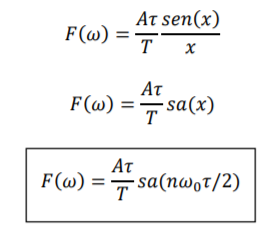 F(ω) = Aτ/T sen(x)/x
F(ω) = Aτ/T sa(x)
F(ω) = Aτ/T sa(nω₀τ/2)